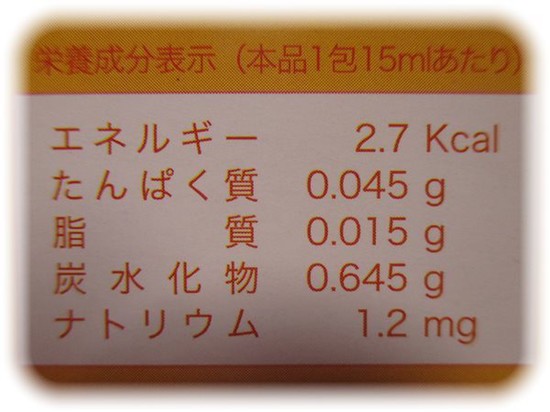 栄養成分表示（本品1包15mlあたり）
エネルギー 2.7 Kcal
たんぱく質 0.045 g
脂質 0.015 g
炭水化物 0.645 g
ナトリウム 1.2 mg